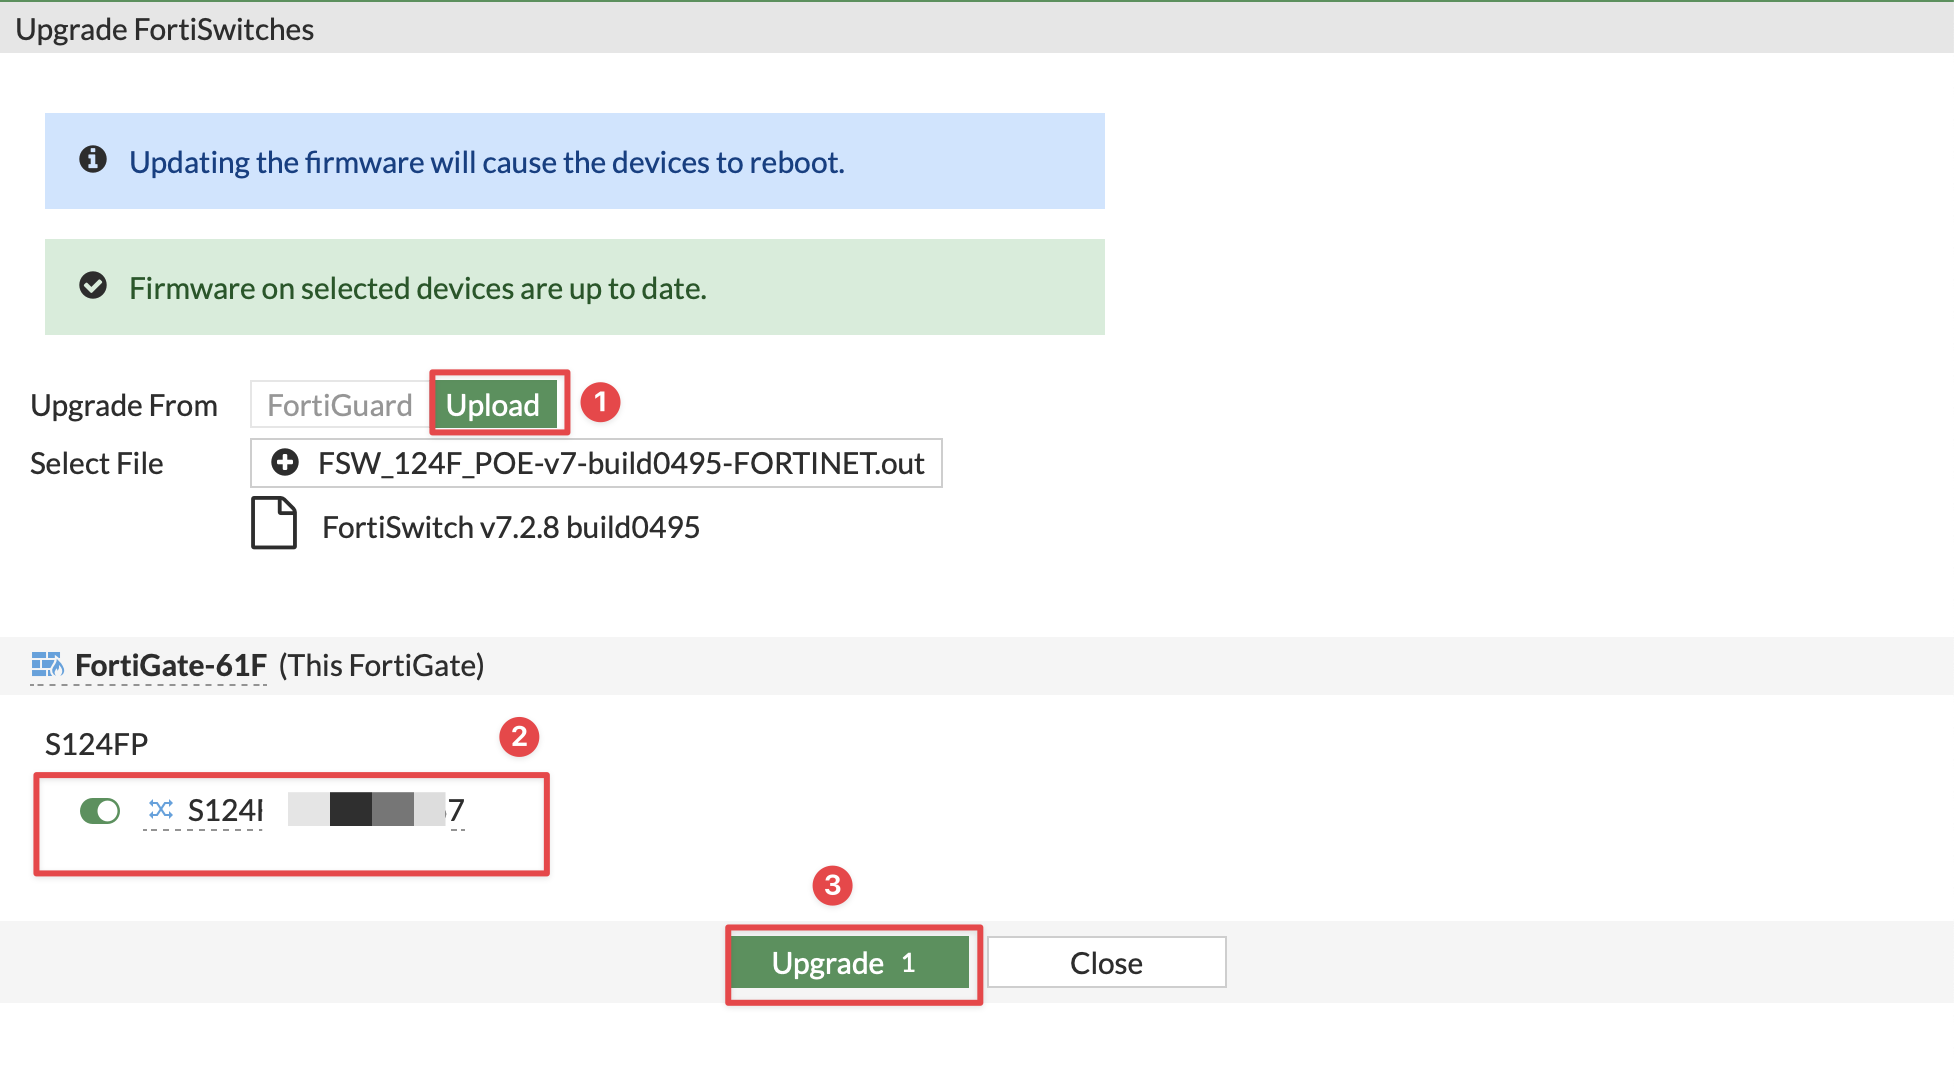 Upgrade FortiSwitches
Updating the firmware will cause the devices to reboot.
Firmware on selected devices are up to date.
Upgrade From FortiGuard Upload 1
Select File FSW_124F_POE-v7-build0495-FORTINET.out
FortiSwitch v7.2.8 build0495
FortiGate-61F (This FortiGate)
2
S124FP
S124 7
3
Upgrade 1 Close